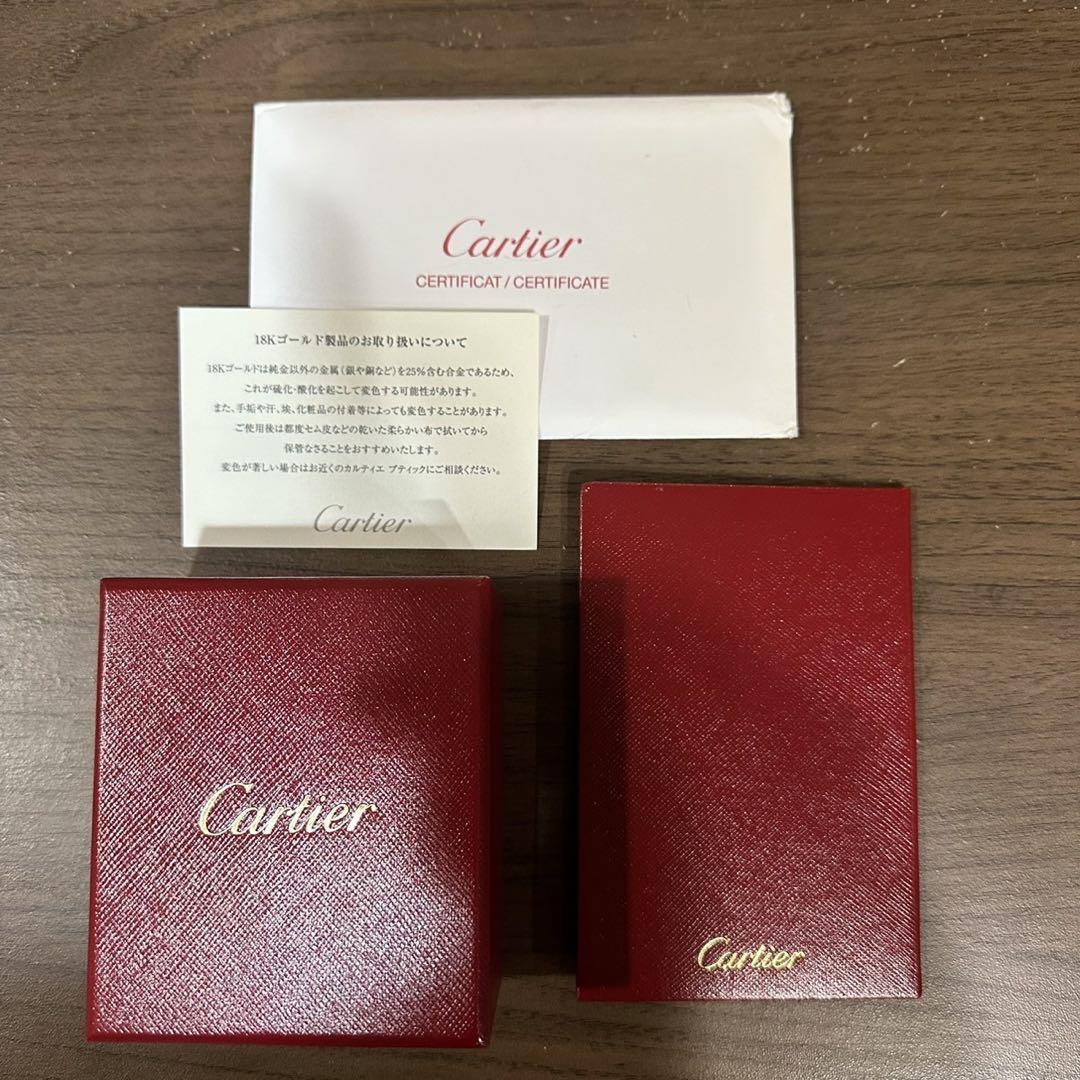 Cartier
CERTIFICAT / CERTIFICATE
18Kゴールド製品のお取り扱いについて
18Kゴールドは純金以外の金属(銀や銅など)を25%含む合金であるため、
これが硫化・酸化を起こして変色する可能性があります。
また、手垢や汗、埃、化粧品の付着等によっても変色することがあります。
ご使用後は都度セム皮などの乾いた柔らかい布で拭いてから
保管なさることをおすすめいたします。
変色が著しい場合はお近くのカルティエ ブティックにご相談ください。
Cartier
Cartier
Cartier